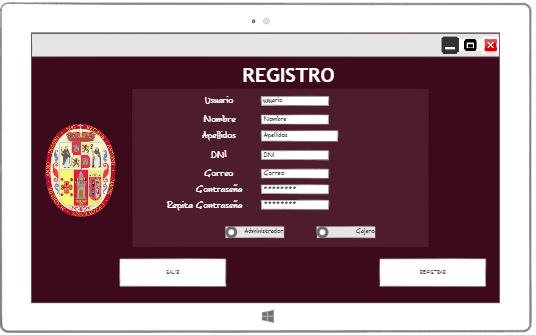 REGISTRO
Usuario usuario
Nombre Nombre
Apellidos Apellidos
DNI DNI
Correo Correo
Contraseña ********
Repita Contraseña ********
Administrador Cajero
SALIR REGISTRAR